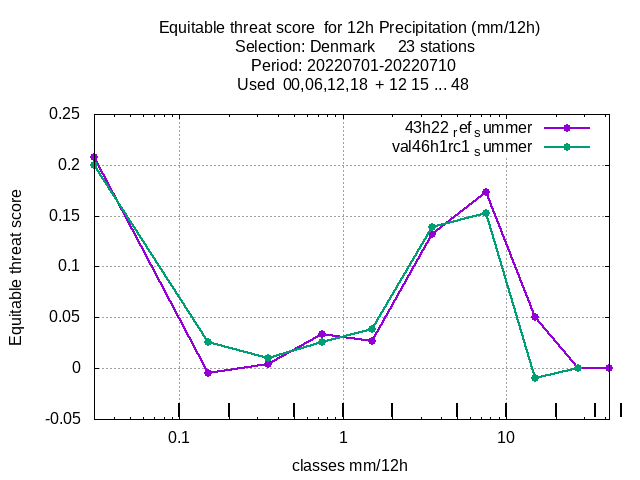 Equitable threat score  for 12h Precipitation (mm/12h)
Selection: Denmark     23 stations
Period: 20220701-20220710
Used  00,06,12,18  + 12 15 ... 48
43h22 refsummer
val46h1rc1 summer
0.25
0.2
0.15
0.1
0.05
0
-0.05
Equitable threat score
0.1 1 10
classes mm/12h